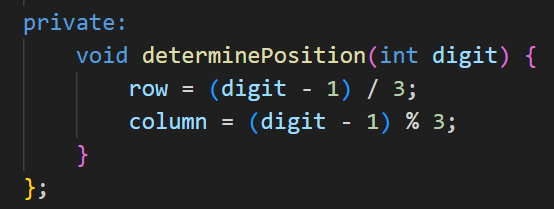 private:
    void determinePosition(int digit) {
        row = (digit - 1) / 3;
        column = (digit - 1) % 3;
    }
};